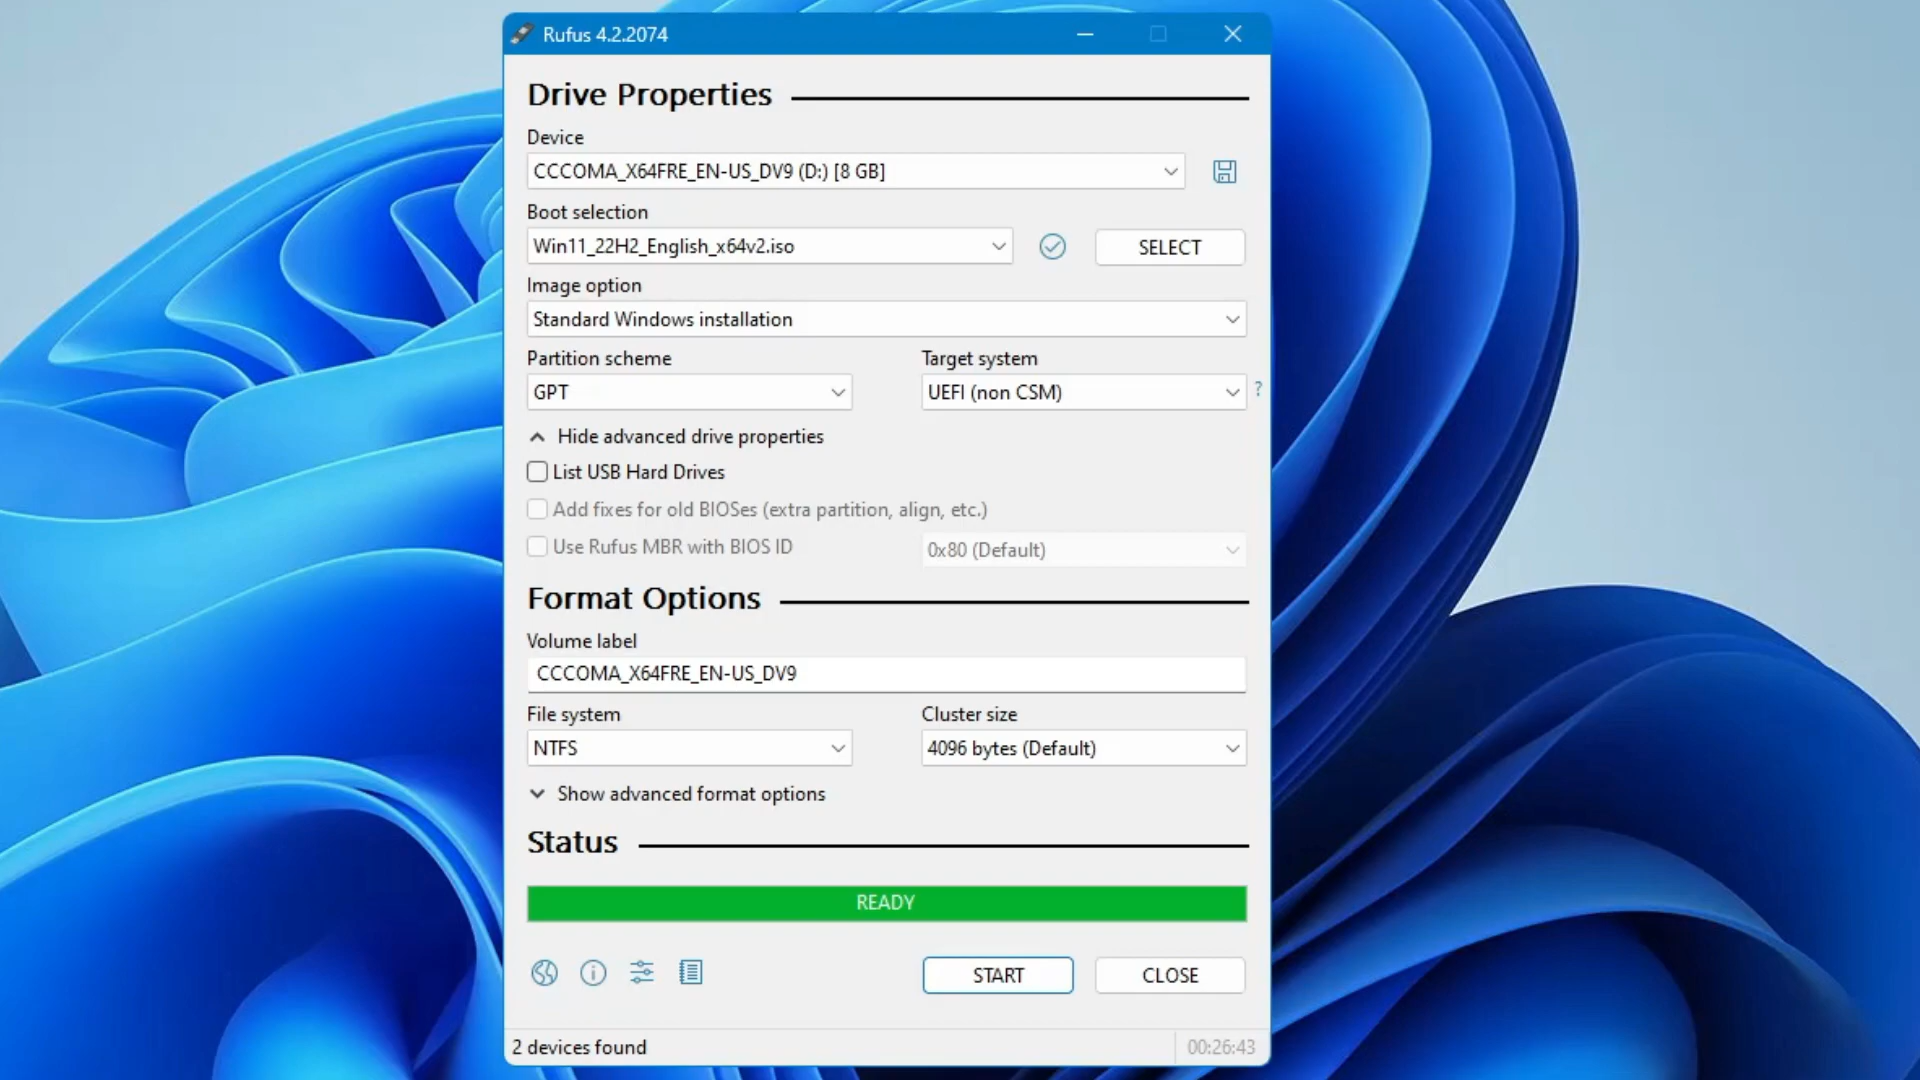 Rufus 4.2.2074
Drive Properties
Device
CCCOMA_X64FRE_EN-US_DV9 (D:) [8 GB]
Boot selection
Win11_22H2_English_x64v2.iso
SELECT
Image option
Standard Windows installation
Partition scheme
Target system
GPT
UEFI (non CSM)
?
Hide advanced drive properties
List USB Hard Drives
Add fixes for old BIOSes (extra partition, align, etc.)
Use Rufus MBR with BIOS ID
0x80 (Default)
Format Options
Volume label
CCCOMA_X64FRE_EN-US_DV9
File system
Cluster size
NTFS
4096 bytes (Default)
Show advanced format options
Status
READY
START
CLOSE
2 devices found
00:26:43